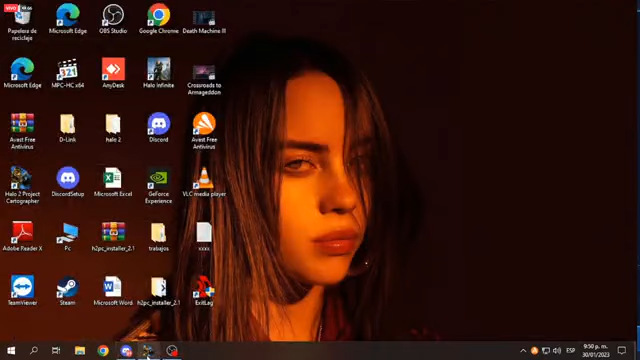 VIVO
Papelera de
reciclaje
Microsoft Edge
OBS Studio
Google Chrome
Death Machine III
Microsoft Edge
MPC-HC x64
AnyDesk
Halo Infinite
Crossroads to
Armageddon
Avast Free
Antivirus
D-Link
halo 2
Discord
Avast Free
Antivirus
Halo 2 Project
Cartographer
DiscordSetup
Microsoft Excel
GeForce
Experience
VLC media player
Adobe Reader X
Pc
h2pc_installer_2.1
trabajos
xxxx
TeamViewer
Steam
Microsoft Word
h2pc_installer_2.1
ExitLag
ESP
9:50 p. m.
30/01/2023